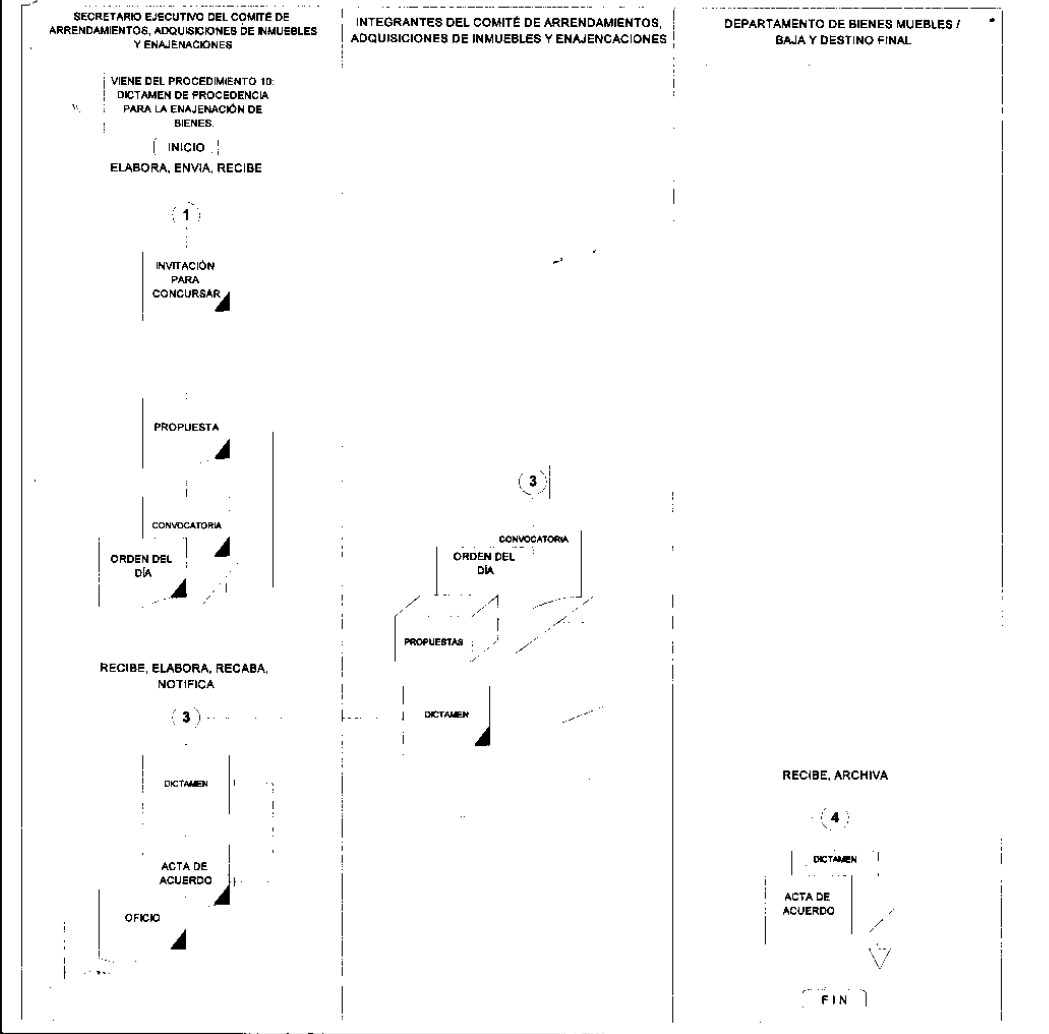 SECRETARIO EJECUTIVO DEL COMITÉ DE
ARRENDAMIENTOS, ADQUISICIONES DE INMUEBLES
Y ENAJENACIONES
INTEGRANTES DEL COMITÉ DE ARRENDAMIENTOS,
ADQUISICIONES DE INMUEBLES Y ENAJENCACIONES
DEPARTAMENTO DE BIENES MUEBLES /
BAJA Y DESTINO FINAL
VIENE DEL PROCEDIMIENTO 10:
DICTAMEN DE PROCEDENCIA
PARA LA ENAJENACIÓN DE
BIENES.
INICIO
ELABORA, ENVIA, RECIBE
1
INVITACIÓN
PARA
CONCURSAR
PROPUESTA
CONVOCATORIA
ORDEN DEL
DÍA
RECIBE, ELABORA, RECABA,
NOTIFICA
3
DICTAMEN
ACTA DE
ACUERDO
OFICIO
3
CONVOCATORIA
ORDEN DEL
DÍA
PROPUESTAS
DICTAMEN
RECIBE, ARCHIVA
4
DICTAMEN
ACTA DE
ACUERDO
FIN